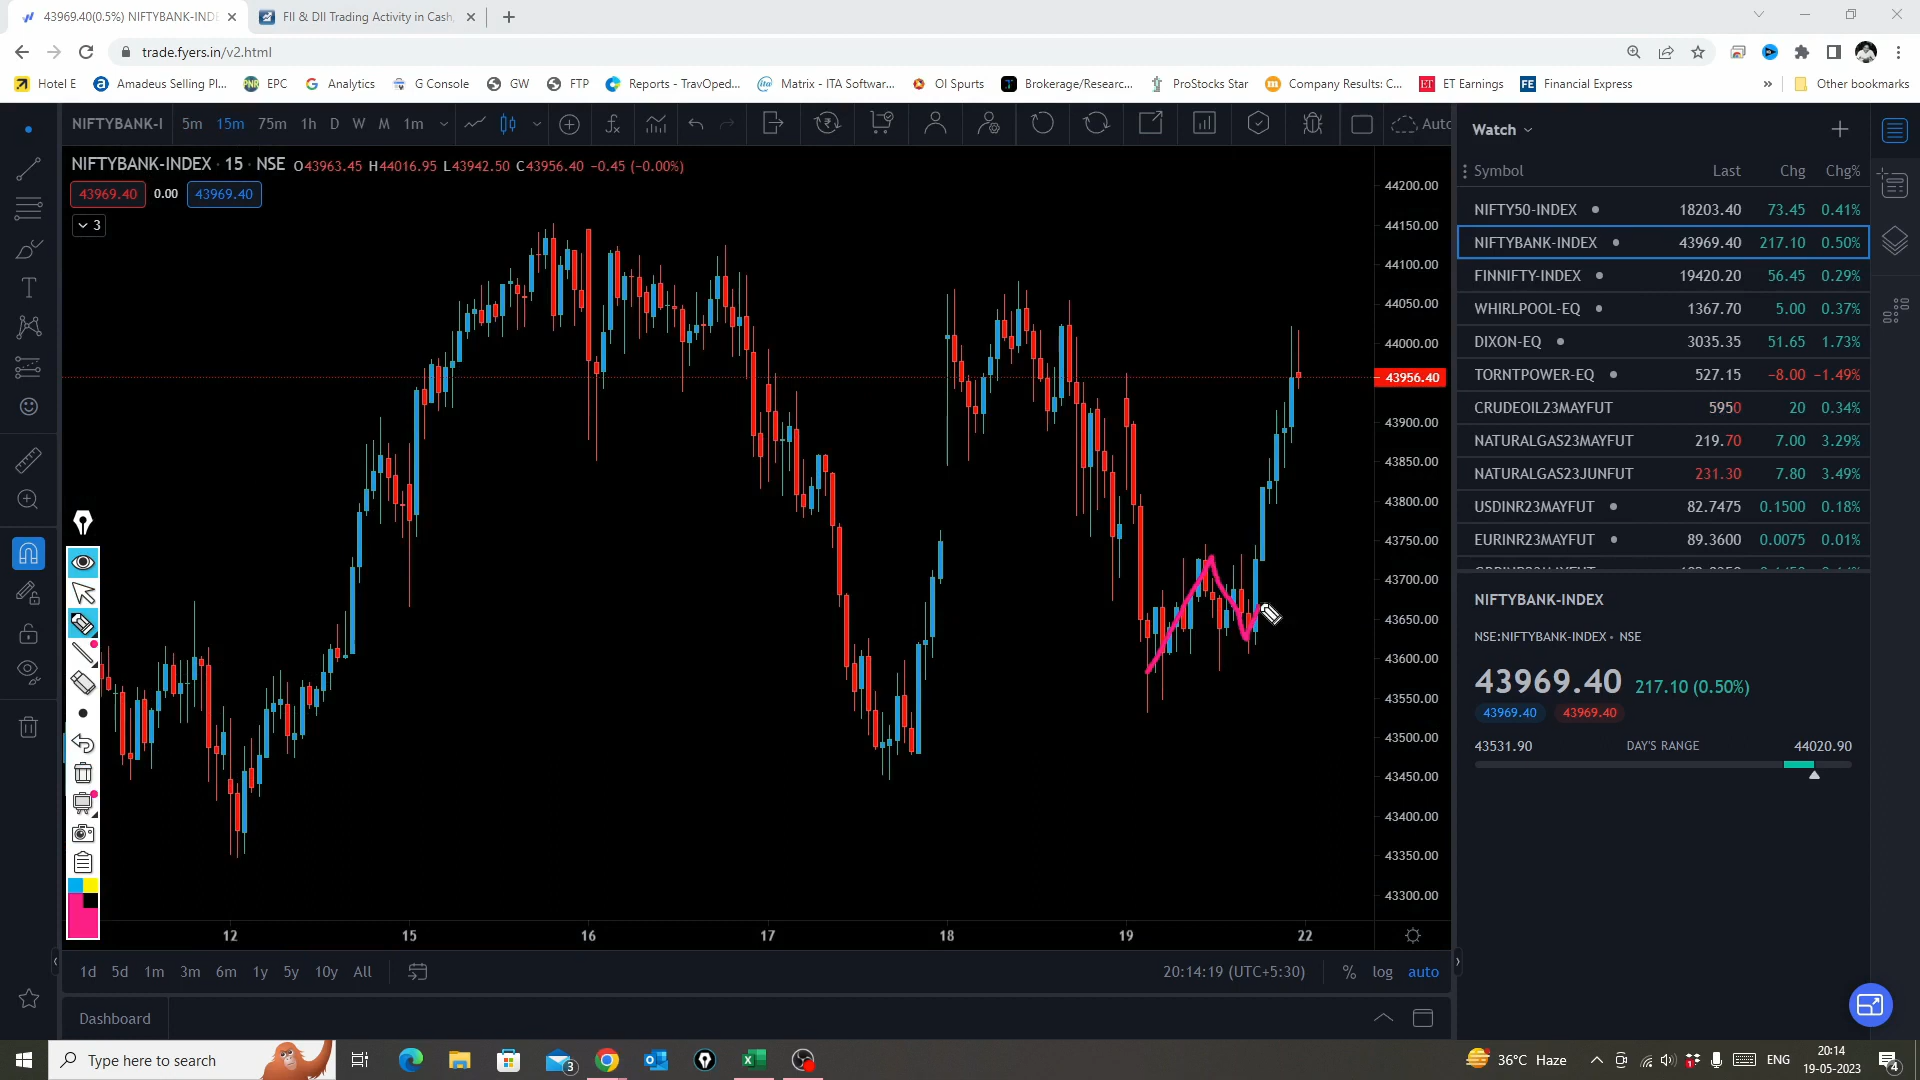 43969.40(0.5%) NIFTYBANK-INDE
FII & DII Trading Activity in Cash,
trade.fyers.in/v2.html
Hotel E
Amadeus Selling Pl...
EPC
Analytics
G Console
GW
FTP
Reports - TravOped...
Matrix - ITA Softwar...
OI Spurts
Brokerage/Researc...
ProStocks Star
Company Results: C...
ET Earnings
Financial Express
»
Other bookmarks
NIFTYBANK-I 5m 15m 75m 1h D W M 1m
Auto
NIFTYBANK-INDEX · 15 · NSE O43963.45 H44016.95 L43942.50 C43956.40 −0.45 (−0.00%)
43969.40 0.00 43969.40
3
44200.00
44150.00
44100.00
44050.00
44000.00
43956.40
43900.00
43850.00
43800.00
43750.00
43700.00
43650.00
43600.00
43550.00
43500.00
43450.00
43400.00
43350.00
43300.00
12 15 16 17 18 19 22
1d 5d 1m 3m 6m 1y 5y 10y All
20:14:19 (UTC+5:30) % log auto
Dashboard
Watch
Symbol Last Chg Chg%
NIFTY50-INDEX 18203.40 73.45 0.41%
NIFTYBANK-INDEX 43969.40 217.10 0.50%
FINNIFTY-INDEX 19420.20 56.45 0.29%
WHIRLPOOL-EQ 1367.70 5.00 0.37%
DIXON-EQ 3035.35 51.65 1.73%
TORNTPOWER-EQ 527.15 −8.00 −1.49%
CRUDEOIL23MAYFUT 5950 20 0.34%
NATURALGAS23MAYFUT 219.70 7.00 3.29%
NATURALGAS23JUNFUT 231.30 7.80 3.49%
USDINR23MAYFUT 82.7475 0.1500 0.18%
EURINR23MAYFUT 89.3600 0.0075 0.01%
NIFTYBANK-INDEX
NSE:NIFTYBANK-INDEX • NSE
43969.40 217.10 (0.50%)
43969.40 43969.40
43531.90 DAY'S RANGE 44020.90
Type here to search
3
36°C Haze
ENG
20:14
19-05-2023
4